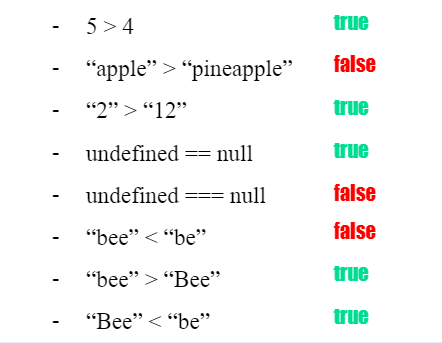 - 5 > 4 true
- “apple” > “pineapple” false
- “2” > “12” true
- undefined == null true
- undefined === null false
- “bee” < “be” false
- “bee” > “Bee” true
- “Bee” < “be” true